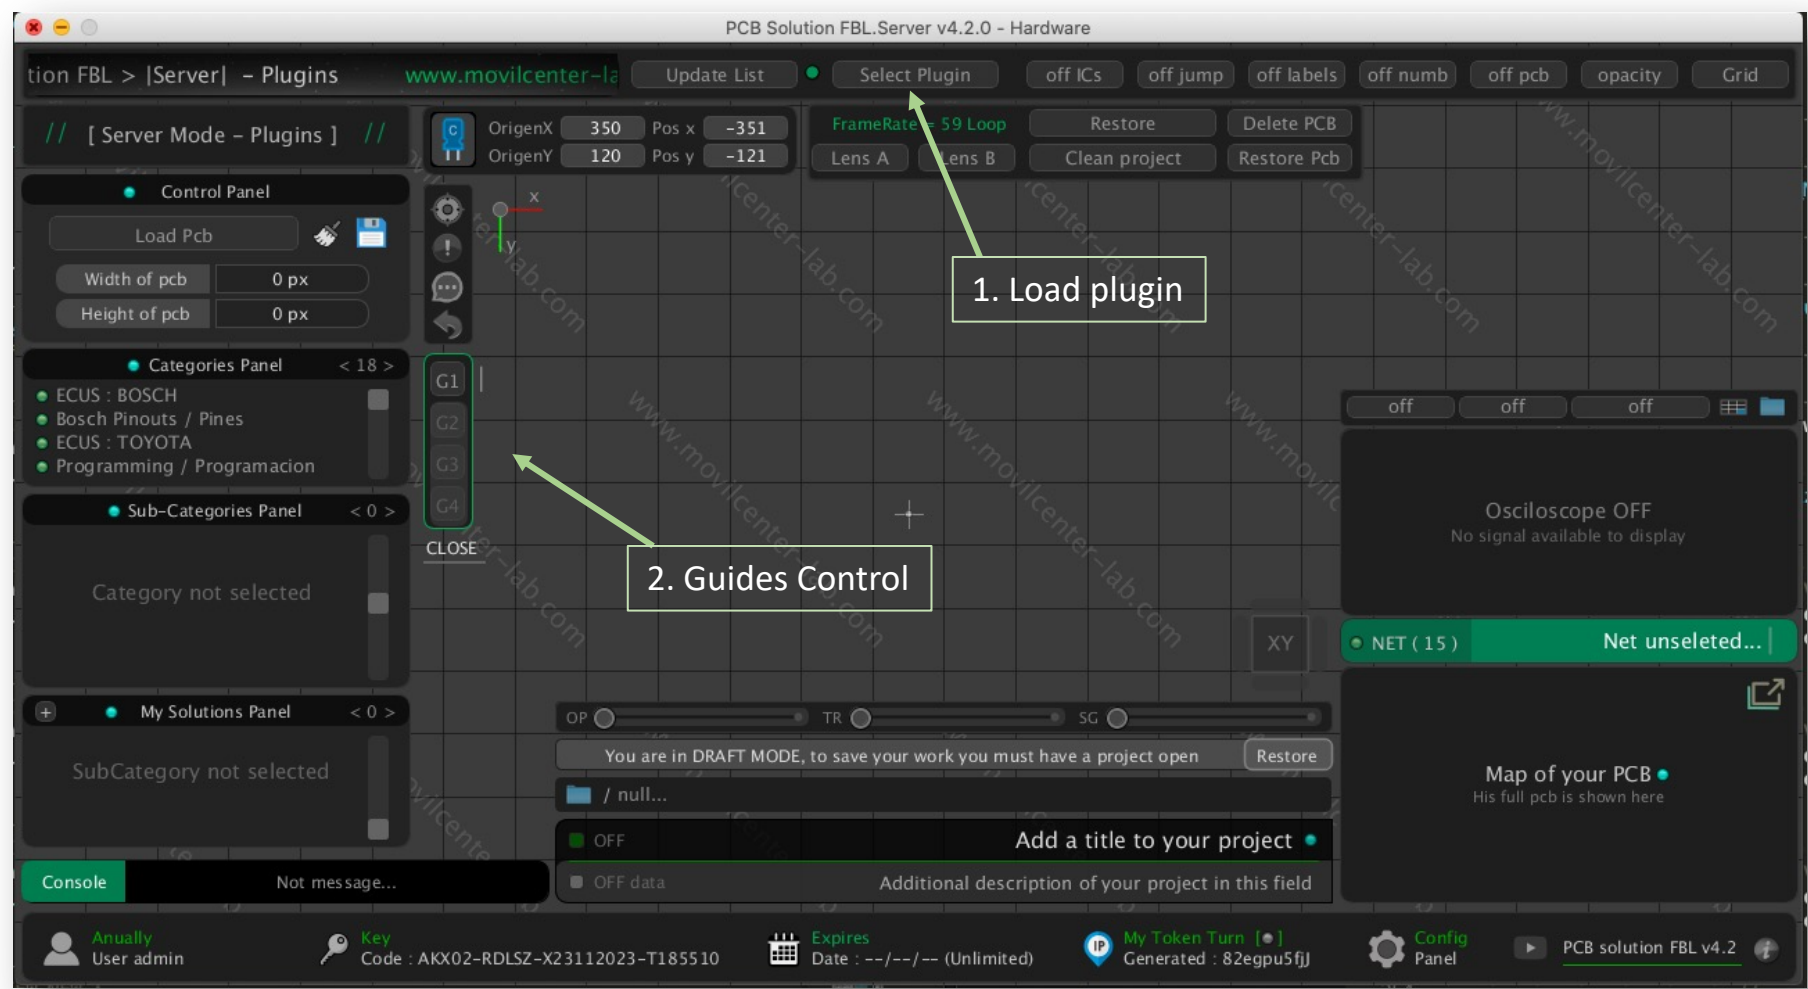 PCB Solution FBL.Server v4.2.0 - Hardware
tion FBL > |Server| - Plugins www.movilcenter-la Update List Select Plugin off ICs off jump off labels off numb off pcb opacity Grid
// [ Server Mode - Plugins ] //
C OrigenX 350 Pos x -351
OrigenY 120 Pos y -121
FrameRate = 59 Loop Restore Delete PCB
Lens A Lens B Clean project Restore Pcb
Control Panel
Load Pcb
Width of pcb 0 px
Height of pcb 0 px
x
y
1. Load plugin
Categories Panel < 18 >
ECUS : BOSCH
Bosch Pinouts / Pines
ECUS : TOYOTA
Programming / Programacion
G1
G2
G3
G4
CLOSE
2. Guides Control
Sub-Categories Panel < 0 >
Category not selected
My Solutions Panel < 0 >
SubCategory not selected
Console Not message...
off off off
Osciloscope OFF
No signal available to display
XY
NET ( 15 ) Net unseleted...
Map of your PCB
His full pcb is shown here
OP TR SG
You are in DRAFT MODE, to save your work you must have a project open Restore
/ null...
OFF Add a title to your project
OFF data Additional description of your project in this field
Anually
User admin
Key
Code : AKX02-RDLSZ-X23112023-T185510
Expires
Date : --/--/-- (Unlimited)
IP
My Token Turn [ ]
Generated : 82egpu5fjJ
Config
Panel
PCB solution FBL v4.2
www.movilcenter-lab.com